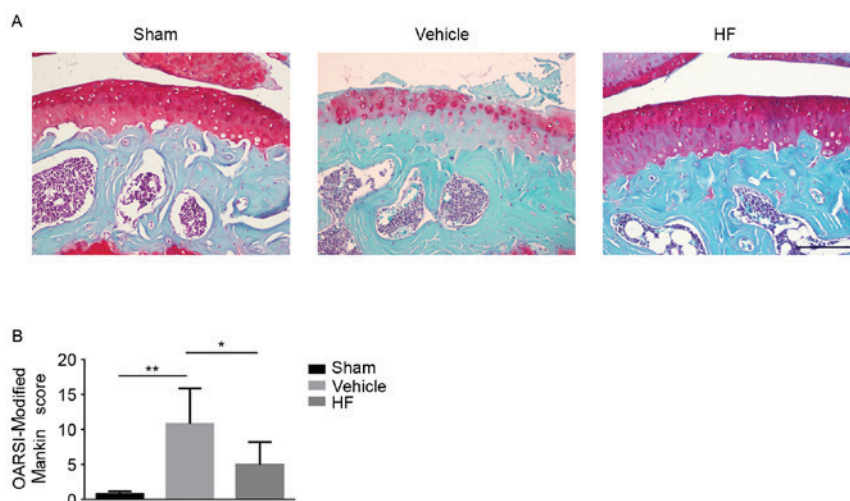 A
Sham
Vehicle
HF
B
OARSI-Modified
Mankin score
20
15
10
5
0
**
*
Sham
Vehicle
HF